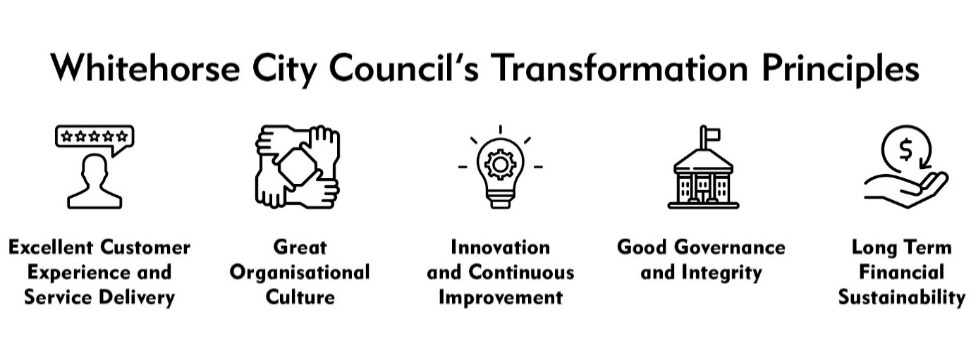 Whitehorse City Council's Transformation Principles
$
Excellent Customer
Experience and
Service Delivery
Great
Organisational
Culture
Innovation
and Continuous
Improvement
Good Governance
and Integrity
Long Term
Financial
Sustainability